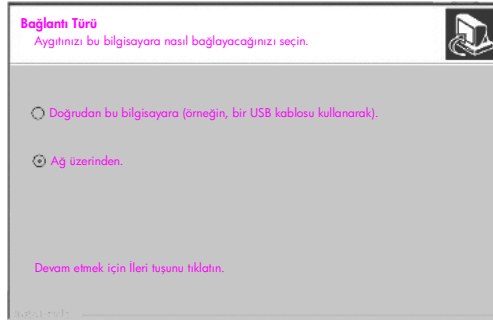 Bağlantı Türü
Aygıtınızı bu bilgisayara nasıl bağlayacağınızı seçin.
Doğrudan bu bilgisayara (örneğin, bir USB kablosu kullanarak).
Ağ üzerinden.
Devam etmek için İleri tuşunu tıklatın.